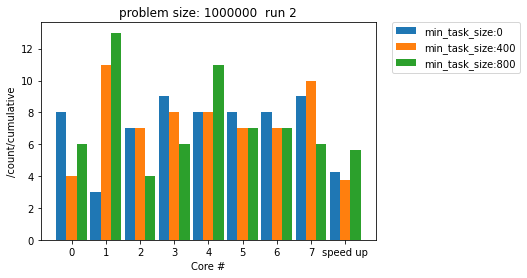 problem size: 1000000  run 2
min_task_size:0
min_task_size:400
min_task_size:800
/count/cumulative
12
10
8
6
4
2
0
0 1 2 3 4 5 6 7 speed up
Core #